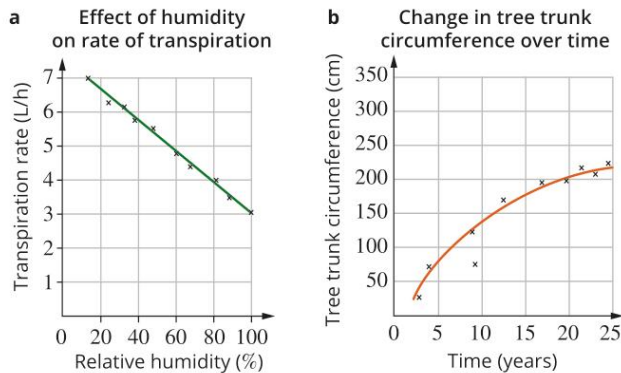 a
Effect of humidity
on rate of transpiration
Transpiration rate (L/h)
7
6
5
4
3
2
1
0 20 40 60 80 100
Relative humidity (%)
b
Change in tree trunk
circumference over time
Tree trunk circumference (cm)
350
300
250
200
150
100
50
0 5 10 15 20 25
Time (years)